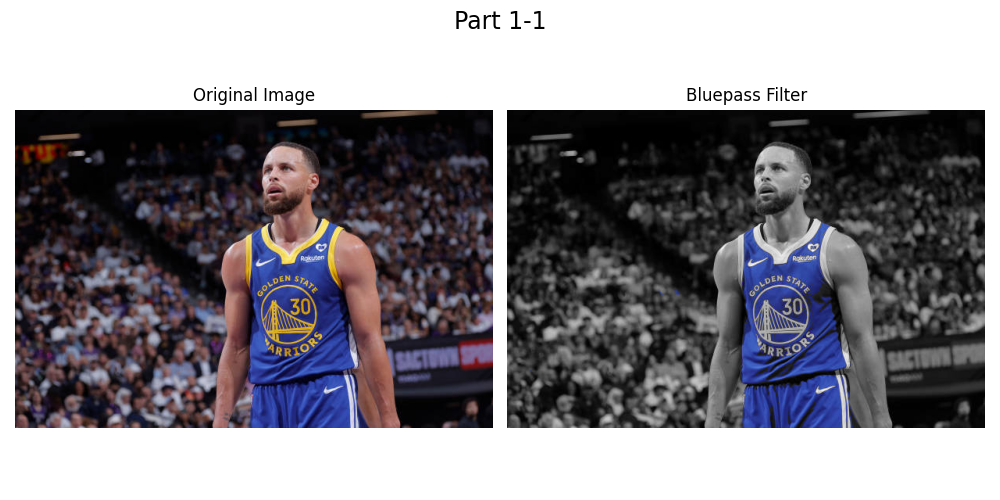 Part 1-1
Original Image
Bluepass Filter
Rakuten
GOLDEN STATE
30
WARRIORS
SACTOWN SPO
Rakuten
GOLDEN STATE
30
WARRIORS
SACTOWN SPO